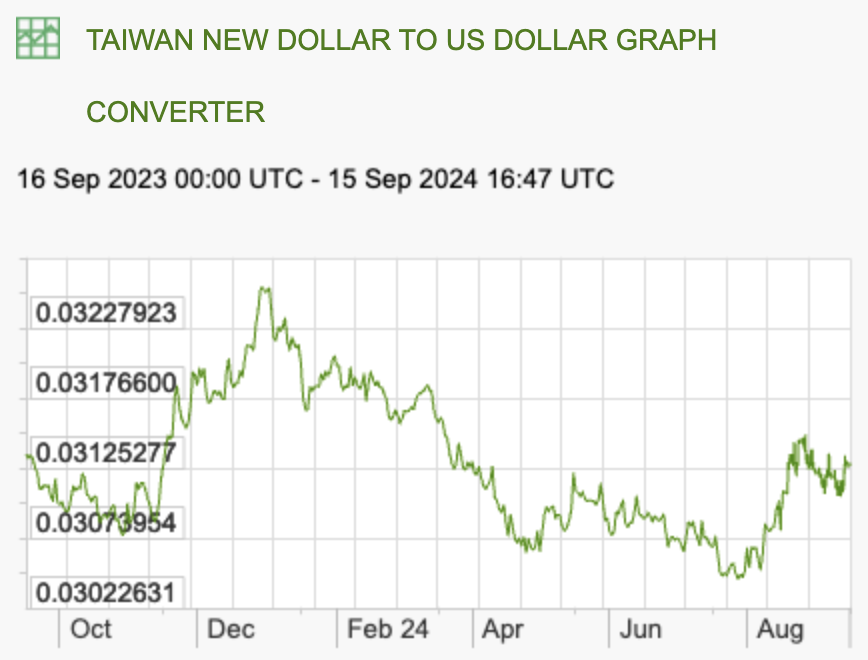 TAIWAN NEW DOLLAR TO US DOLLAR GRAPH
CONVERTER
16 Sep 2023 00:00 UTC - 15 Sep 2024 16:47 UTC
0.03227923
0.03176600
0.03125277
0.03073954
0.03022631
Oct Dec Feb 24 Apr Jun Aug